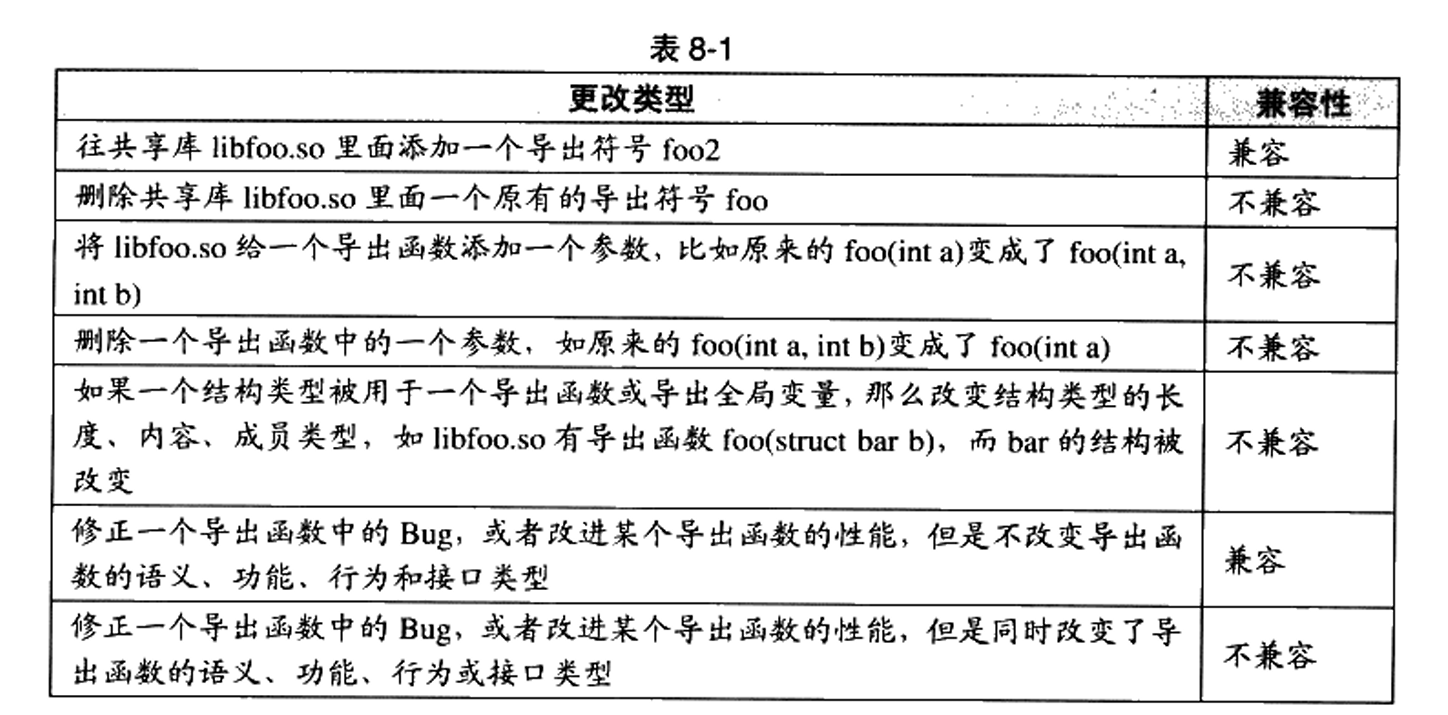 表 8-1
更改类型
兼容性
往共享库 libfoo.so 里面添加一个导出符号 foo2
兼容
删除共享库 libfoo.so 里面一个原有的导出符号 foo
不兼容
将 libfoo.so 给一个导出函数添加一个参数，比如原来的 foo(int a)变成了 foo(int a,
int b)
不兼容
删除一个导出函数中的一个参数，如原来的 foo(int a, int b)变成了 foo(int a)
不兼容
如果一个结构类型被用于一个导出函数或导出全局变量，那么改变结构类型的长
度、内容、成员类型，如 libfoo.so 有导出函数 foo(struct bar b)，而 bar 的结构被
改变
不兼容
修正一个导出函数中的 Bug，或者改进某个导出函数的性能，但是不改变导出函
数的语义、功能、行为和接口类型
兼容
修正一个导出函数中的 Bug，或者改进某个导出函数的性能，但是同时改变了导
出函数的语义、功能、行为或接口类型
不兼容